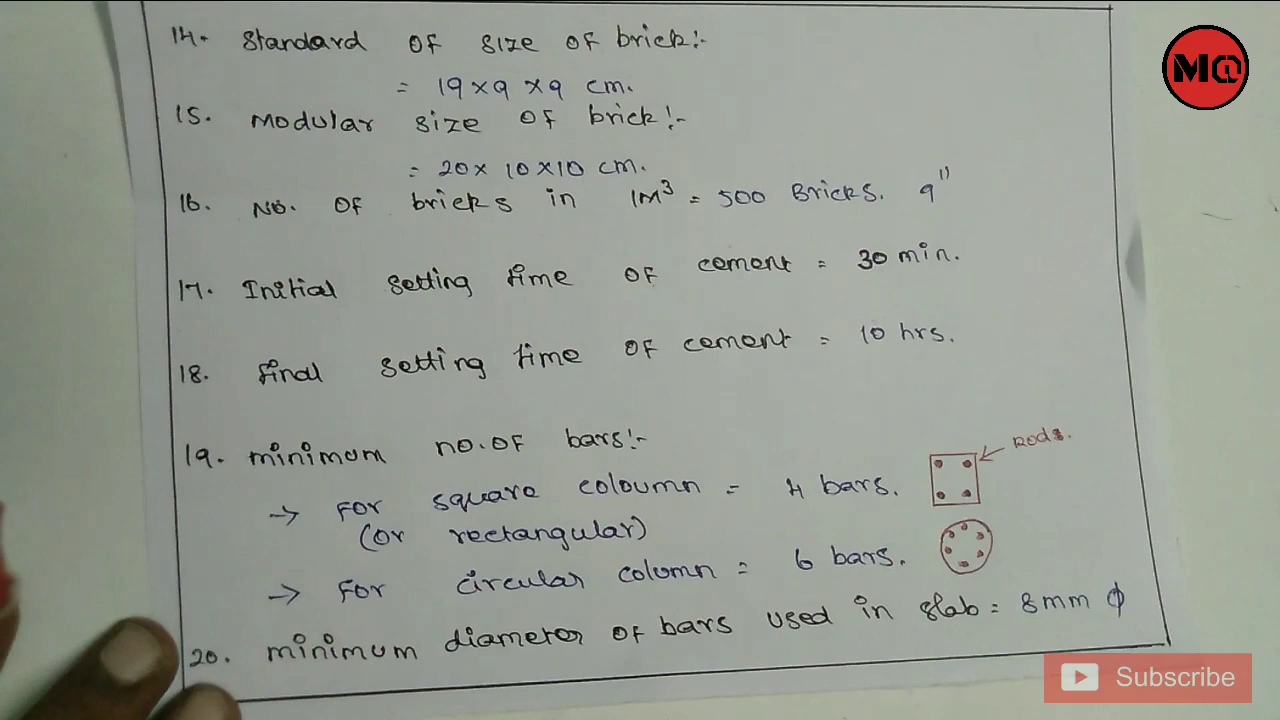 14. Standard OF size OF brick:-
= 19 x 9 x 9 cm.
15. Modular size OF brick:-
= 20 x 10 x 10 cm.
16. No. OF bricks in 1M³ = 500 Bricks. 9"
17. Initial setting time OF cement = 30 min.
18. final setting time OF cement = 10 hrs.
19. minimum no. OF bars:-
→ For square coloumn = 4 bars.
(or rectangular)
Rods.
→ For circular column = 6 bars.
20. minimum diameter OF bars used in slab = 8mm ϕ
M@
Subscribe